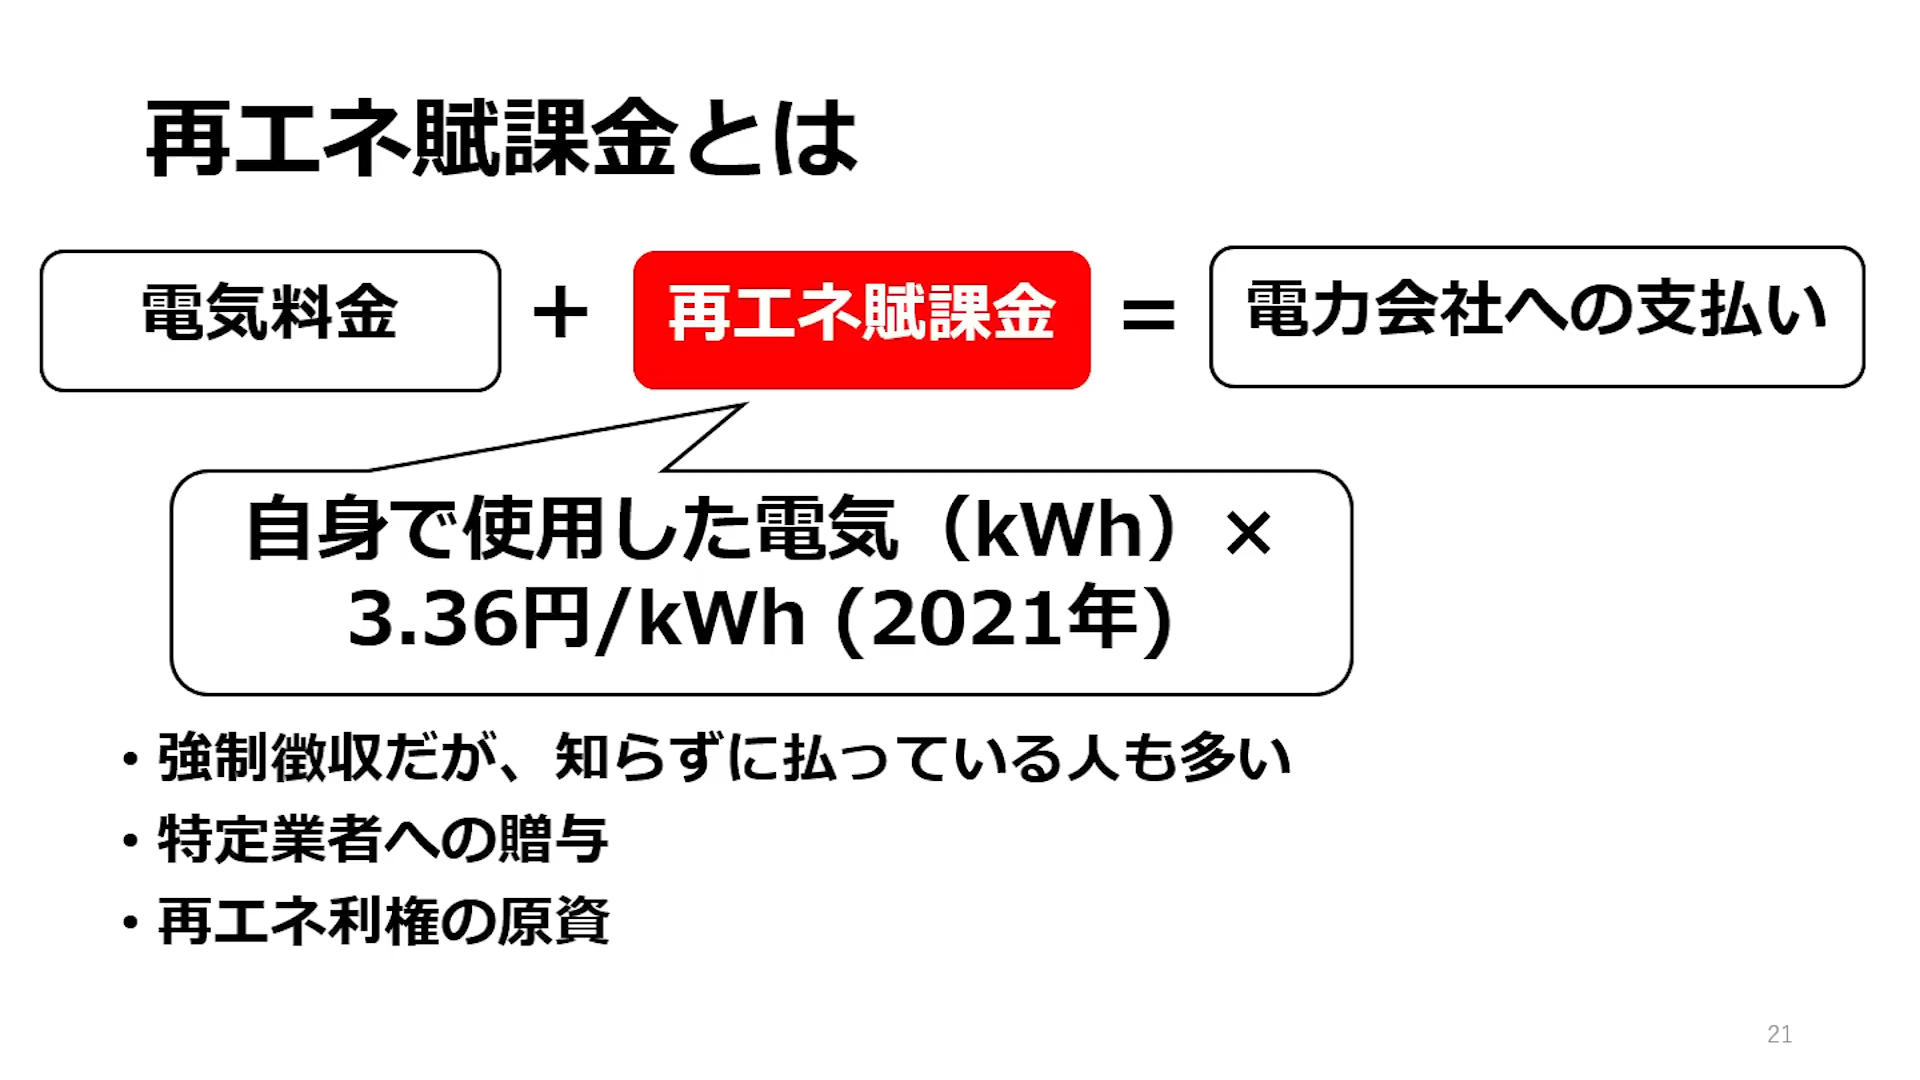 再エネ賦課金とは
電気料金 + 再エネ賦課金 = 電力会社への支払い
自身で使用した電気（kWh）×
3.36円/kWh (2021年)
・強制徴収だが、知らずに払っている人も多い
・特定業者への贈与
・再エネ利権の原資
21